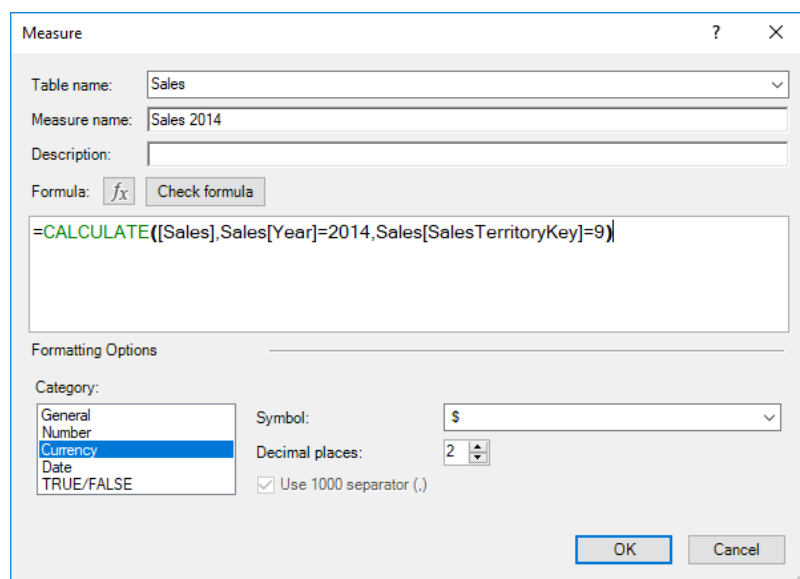 Measure ? ×
Table name: Sales
Measure name: Sales 2014
Description:
Formula: fx Check formula
=CALCULATE([Sales],Sales[Year]=2014,Sales[SalesTerritoryKey]=9)
Formatting Options
Category:
General
Number
Currency
Date
TRUE/FALSE
Symbol: $
Decimal places: 2
Use 1000 separator (,)
OK Cancel